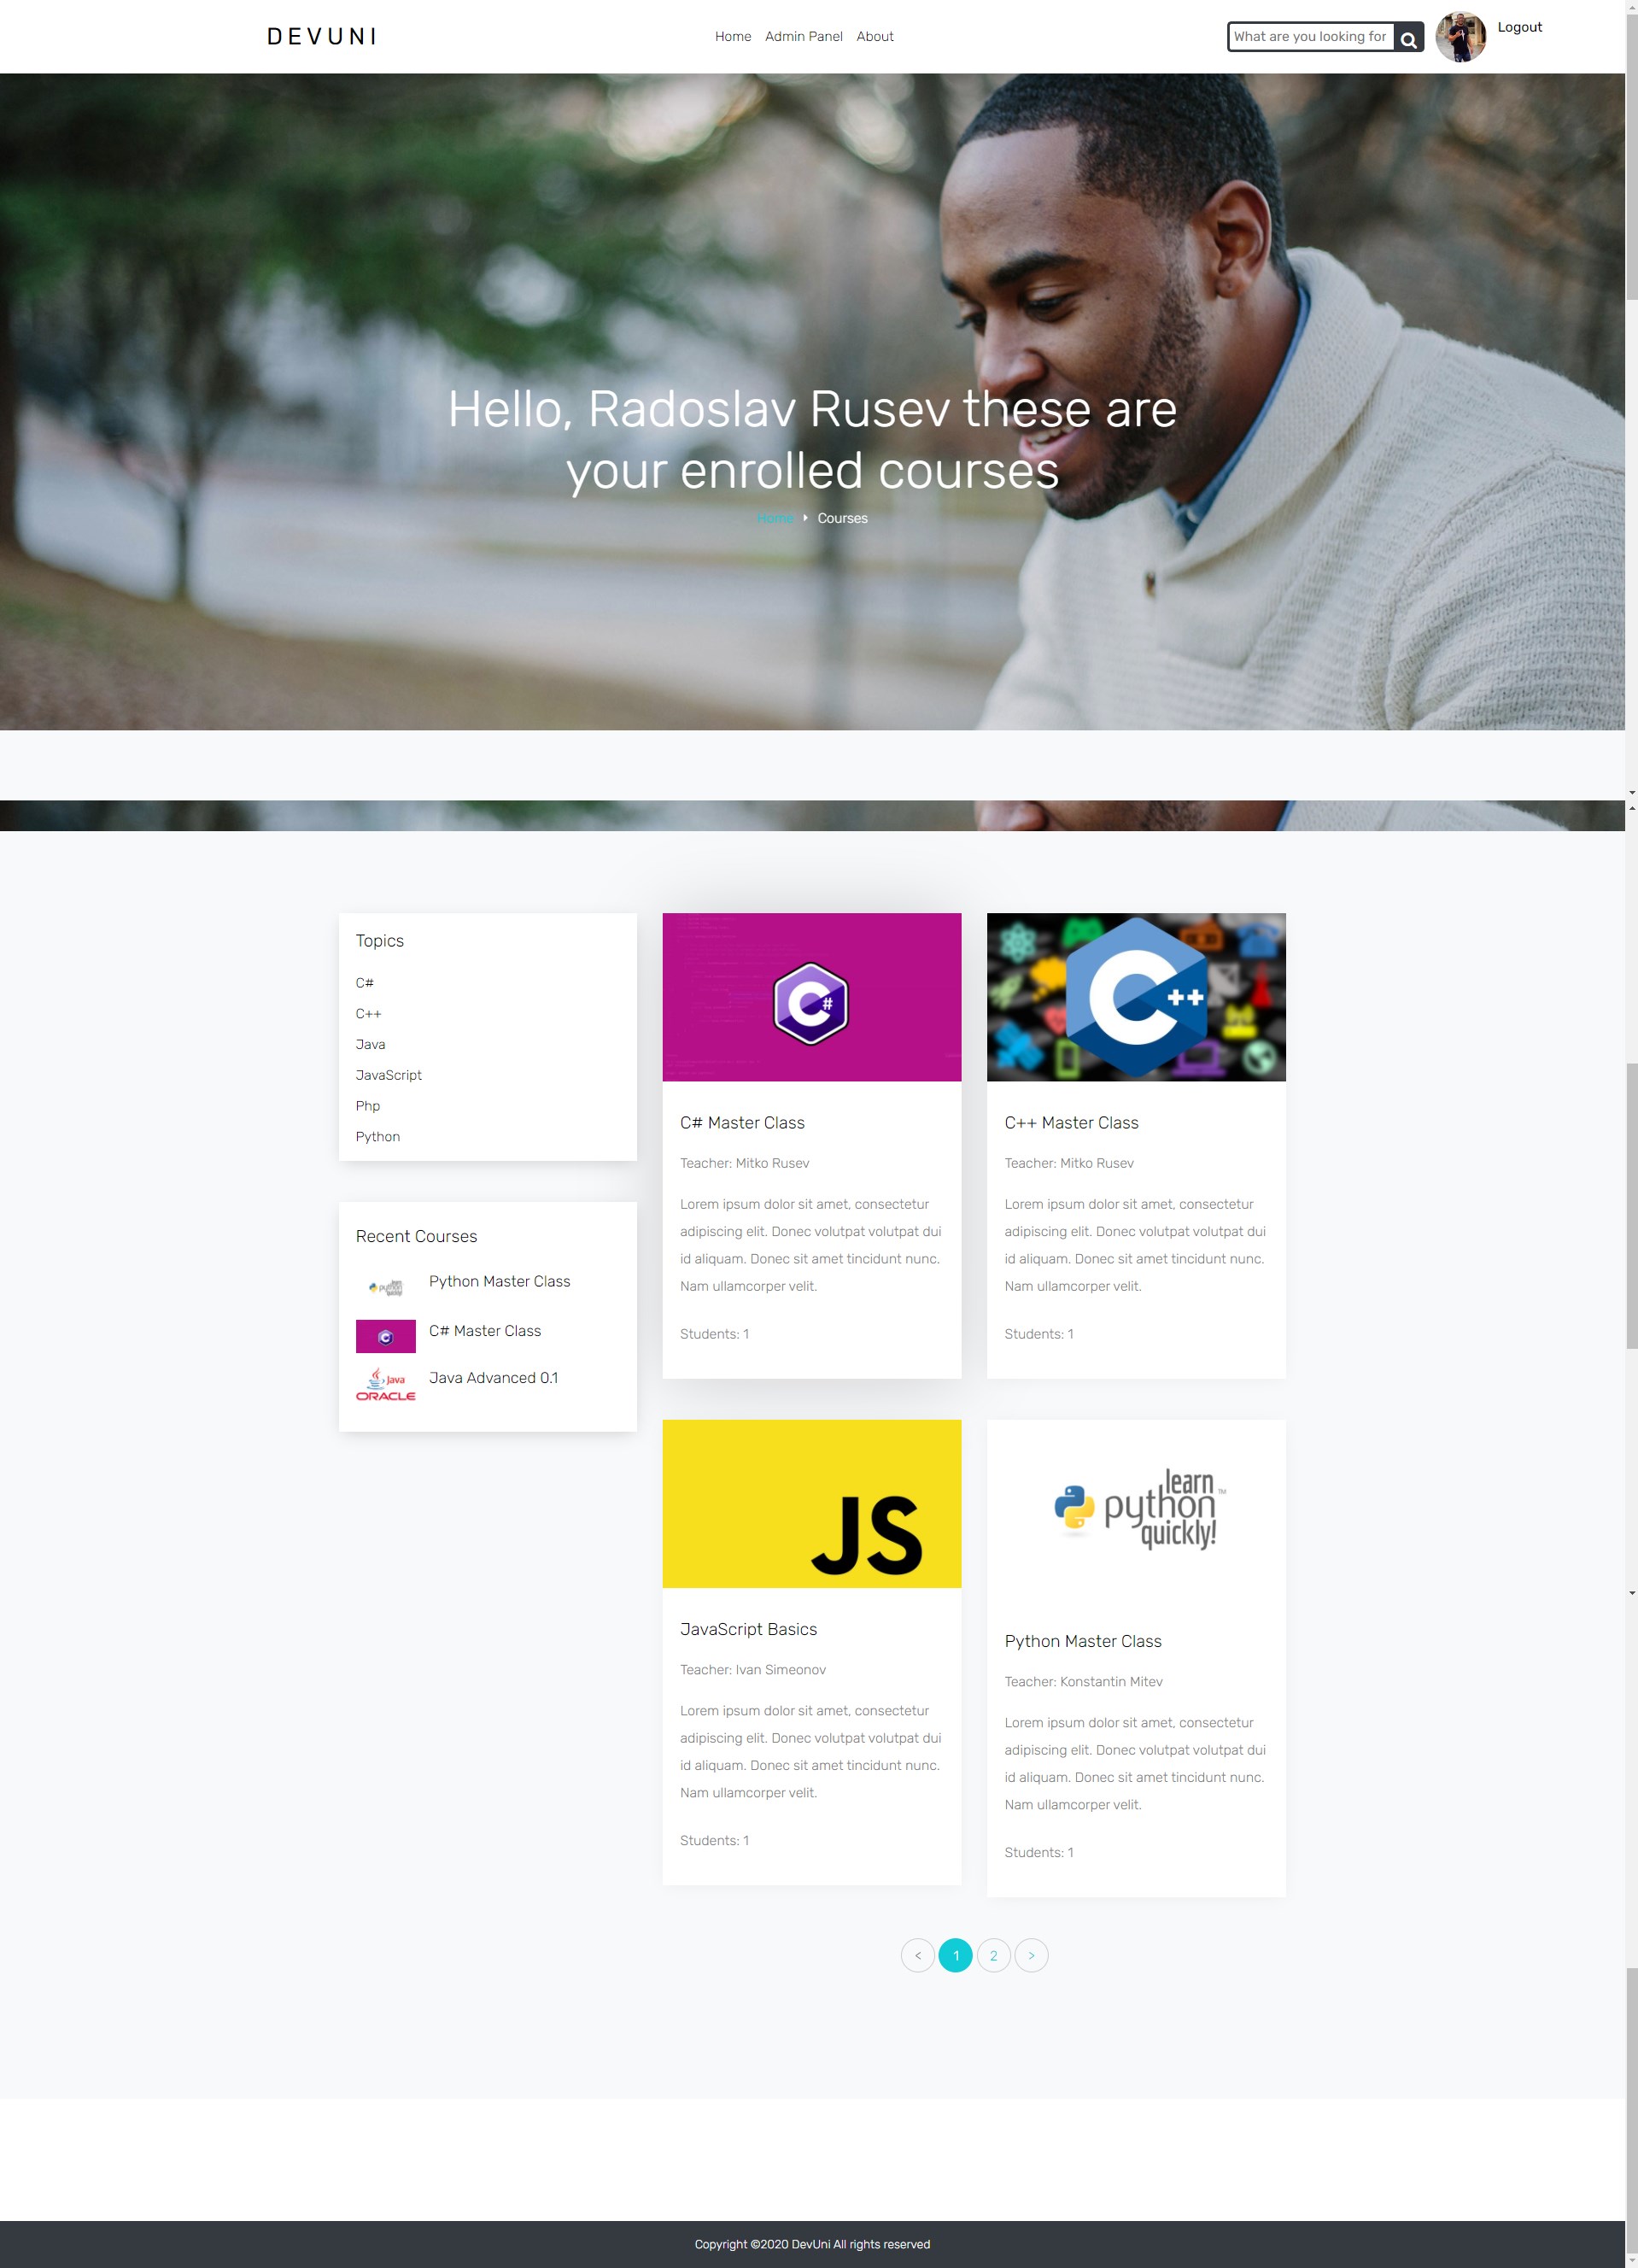 DEVUNI
Home Admin Panel About
What are you looking for
Logout
Hello, Radoslav Rusev these are
your enrolled courses
Home Courses
Topics
C#
C++
Java
JavaScript
Php
Python
Recent Courses
python
Python Master Class
C#
C# Master Class
Java
ORACLE
Java Advanced 0.1
C#
C# Master Class
Teacher: Mitko Rusev
Lorem ipsum dolor sit amet, consectetur
adipiscing elit. Donec volutpat volutpat dui
id aliquam. Donec sit amet tincidunt nunc.
Nam ullamcorper velit.
Students: 1
C++
C++ Master Class
Teacher: Mitko Rusev
Lorem ipsum dolor sit amet, consectetur
adipiscing elit. Donec volutpat volutpat dui
id aliquam. Donec sit amet tincidunt nunc.
Nam ullamcorper velit.
Students: 1
JS
JavaScript Basics
Teacher: Ivan Simeonov
Lorem ipsum dolor sit amet, consectetur
adipiscing elit. Donec volutpat volutpat dui
id aliquam. Donec sit amet tincidunt nunc.
Nam ullamcorper velit.
Students: 1
learn
python™
quickly!
Python Master Class
Teacher: Konstantin Mitev
Lorem ipsum dolor sit amet, consectetur
adipiscing elit. Donec volutpat volutpat dui
id aliquam. Donec sit amet tincidunt nunc.
Nam ullamcorper velit.
Students: 1
< 1 2 >
Copyright ©2020 DevUni All rights reserved